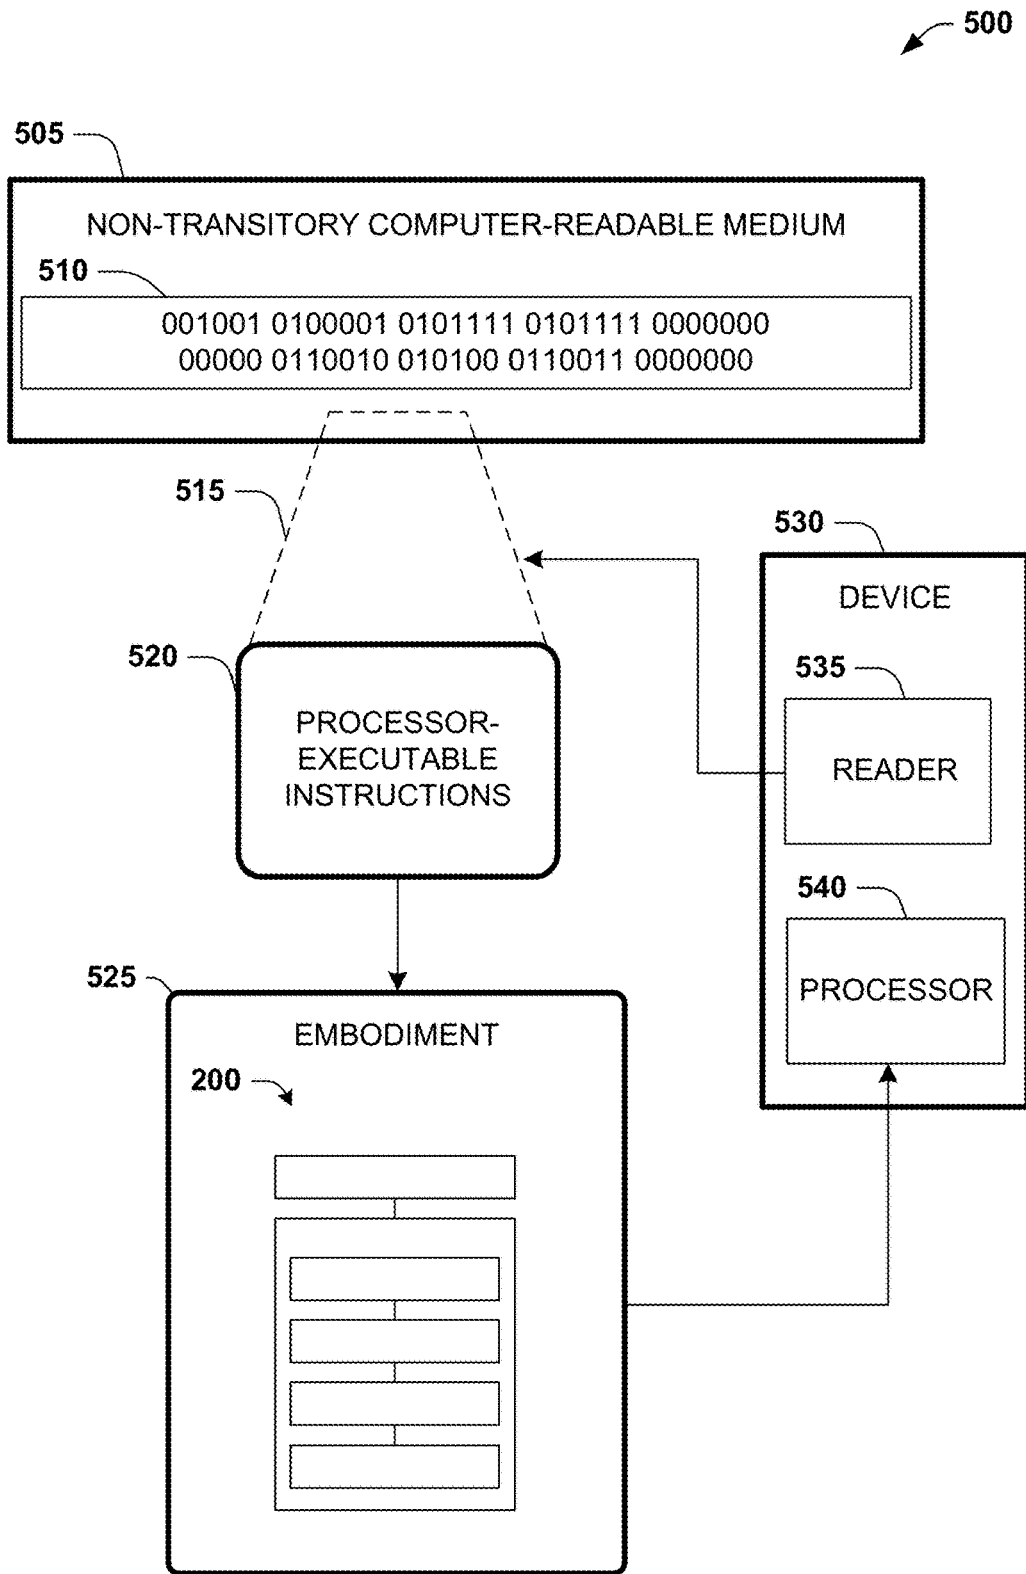 500
505
NON-TRANSITORY COMPUTER-READABLE MEDIUM
510
001001 0100001 0101111 0101111 0000000
00000 0110010 010100 0110011 0000000
515
530
DEVICE
520
535
PROCESSOR-
EXECUTABLE
INSTRUCTIONS
READER
540
525
PROCESSOR
EMBODIMENT
200